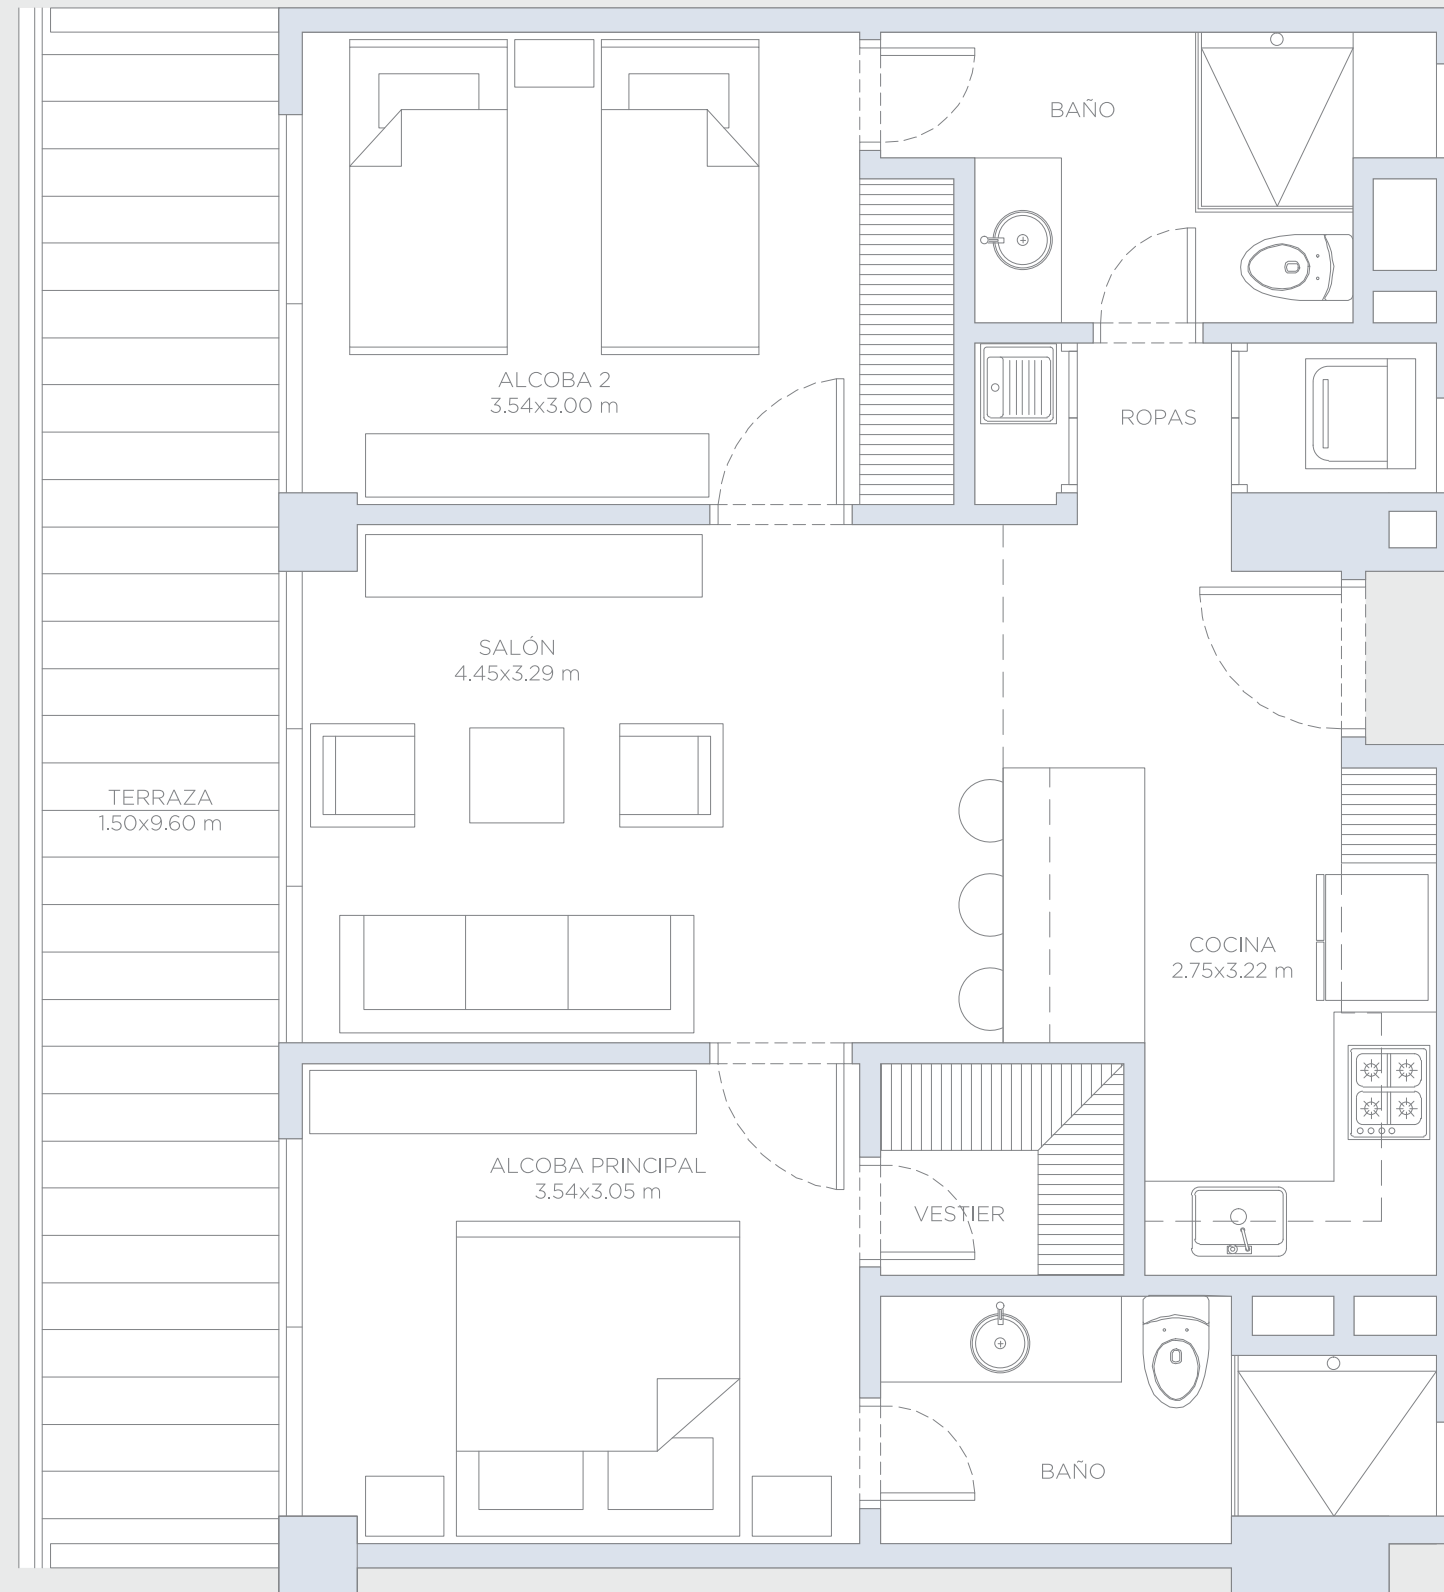 BAÑO
ALCOBA 2
3.54x3.00 m
ROPAS
SALÓN
4.45x3.29 m
TERRAZA
1.50x9.60 m
COCINA
2.75x3.22 m
ALCOBA PRINCIPAL
3.54x3.05 m
VESTIER
BAÑO